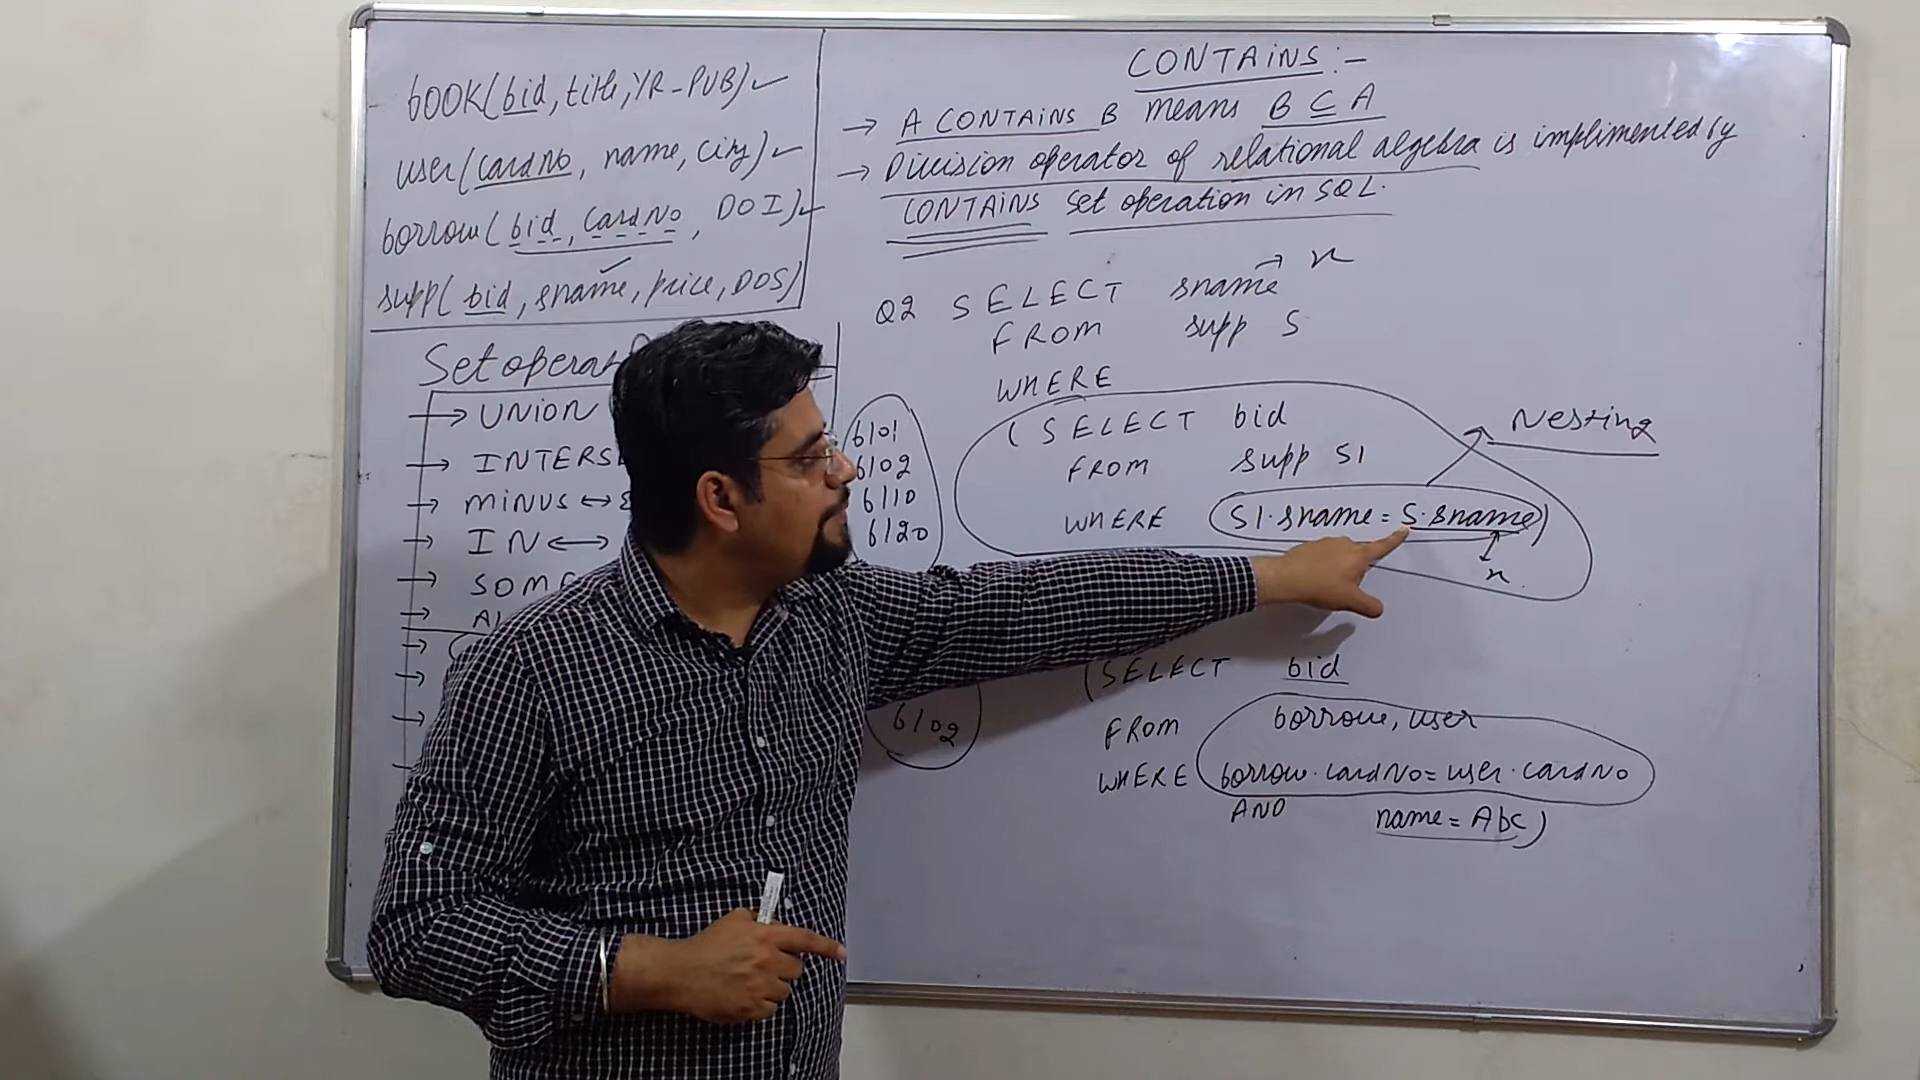 book(bid, title, YR-PUB)
user(cardNo, name, city)
borrow(bid, cardNo, DOI)
supp(bid, sname, price, DOS)
Set operat
→ UNION
→ INTERS
→ MINUS ↔
→ IN ↔
→ SOME
→ AL
CONTAINS:-
→ A CONTAINS B means B ⊆ A
→ Division operator of relational algebra is implimented by
CONTAINS set operation in SQL.
Q2 SELECT sname → x
FROM supp S
WHERE
(SELECT bid
FROM supp S1
WHERE S1.sname = S.sname)
x
Nesting
b101
b102
b110
b120
b102
(SELECT bid
FROM borrow, user
WHERE borrow.cardNo = user.cardNo
AND name = Abc)